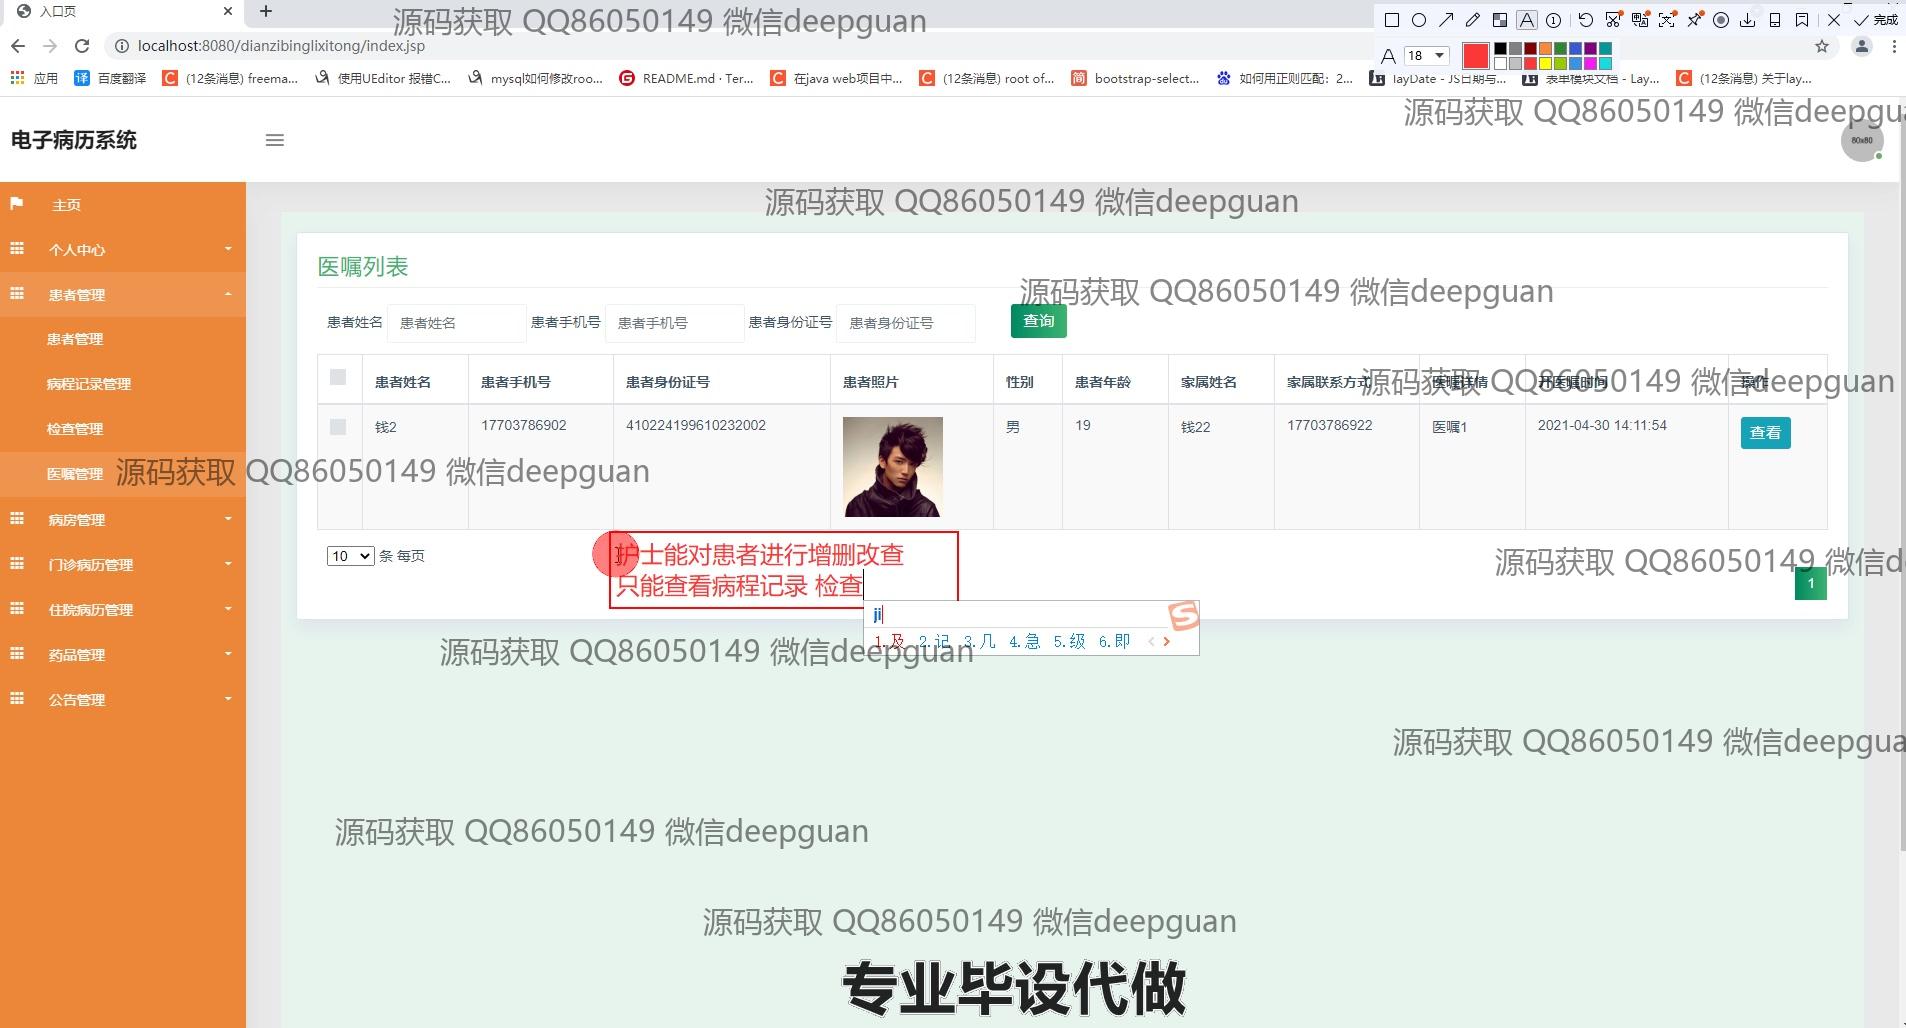 入口页
源码获取 QQ86050149 微信deepguan
完成
localhost:8080/dianzibinglixitong/index.jsp
18
应用
百度翻译
(12条消息) freema...
使用UEditor 报错C...
mysql如何修改roo...
README.md · Ter...
在java web项目中...
(12条消息) root of...
bootstrap-select...
如何用正则匹配：2...
layDate - JS日期与...
表单模块文档 - Lay...
(12条消息) 关于lay...
源码获取 QQ86050149 微信deepgua
电子病历系统
80x80
源码获取 QQ86050149 微信deepguan
主页
个人中心
患者管理
患者管理
病程记录管理
检查管理
医嘱管理
病房管理
门诊病历管理
住院病历管理
药品管理
公告管理
医嘱列表
源码获取 QQ86050149 微信deepguan
患者姓名 患者姓名 患者手机号 患者手机号 患者身份证号 患者身份证号 查询
患者姓名 患者手机号 患者身份证号 患者照片 性别 患者年龄 家属姓名 家属联系方式 医嘱详情 开医嘱时间 操作
源码获取 QQ86050149 微信deepguan
钱2 17703786902 410224199610232002 男 19 钱22 17703786922 医嘱1 2021-04-30 14:11:54 查看
源码获取 QQ86050149 微信deepguan
10 条 每页
护士能对患者进行增删改查
只能查看病程记录 检查
源码获取 QQ86050149 微信deepg
1
ji
1.及 2.记 3.几 4.急 5.级 6.即
源码获取 QQ86050149 微信deepguan
源码获取 QQ86050149 微信deepgua
源码获取 QQ86050149 微信deepguan
源码获取 QQ86050149 微信deepguan
专业毕设代做